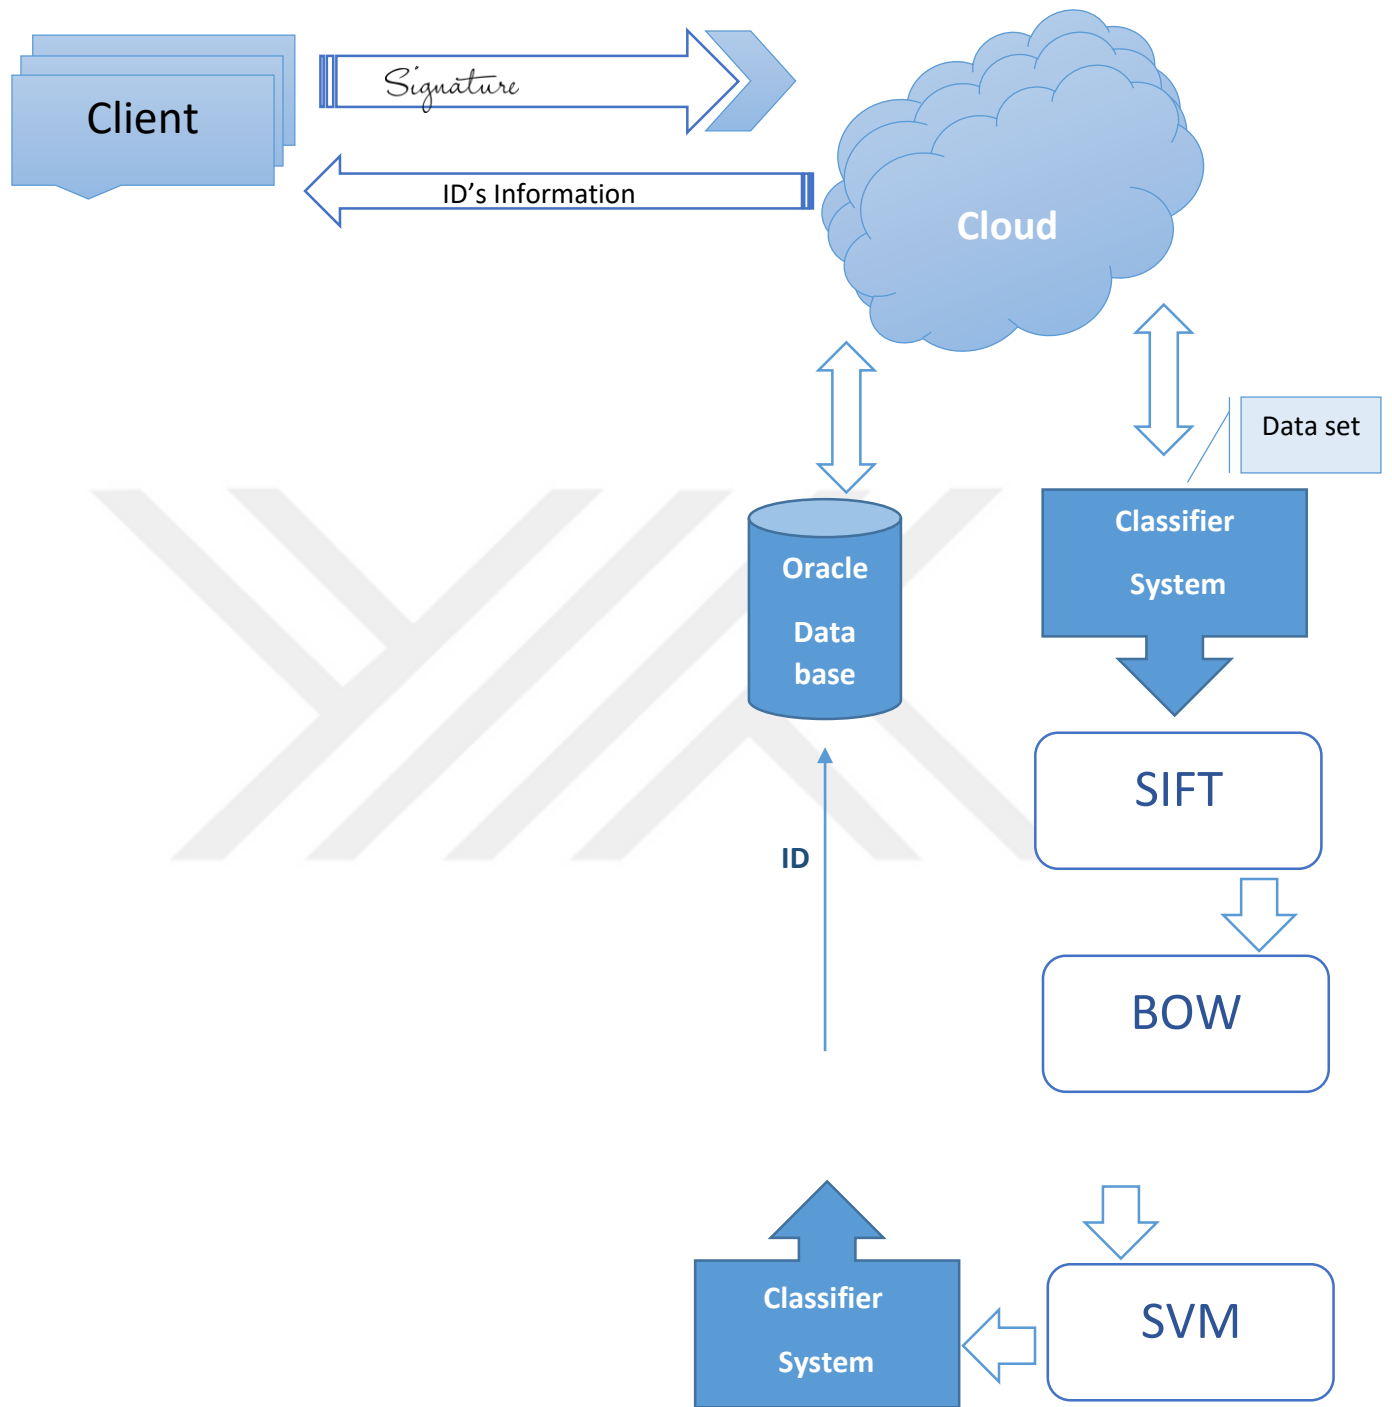 Client
Signature
ID’s Information
Cloud
Data set
Classifier
System
Oracle
Data
base
SIFT
ID
BOW
SVM
Classifier
System